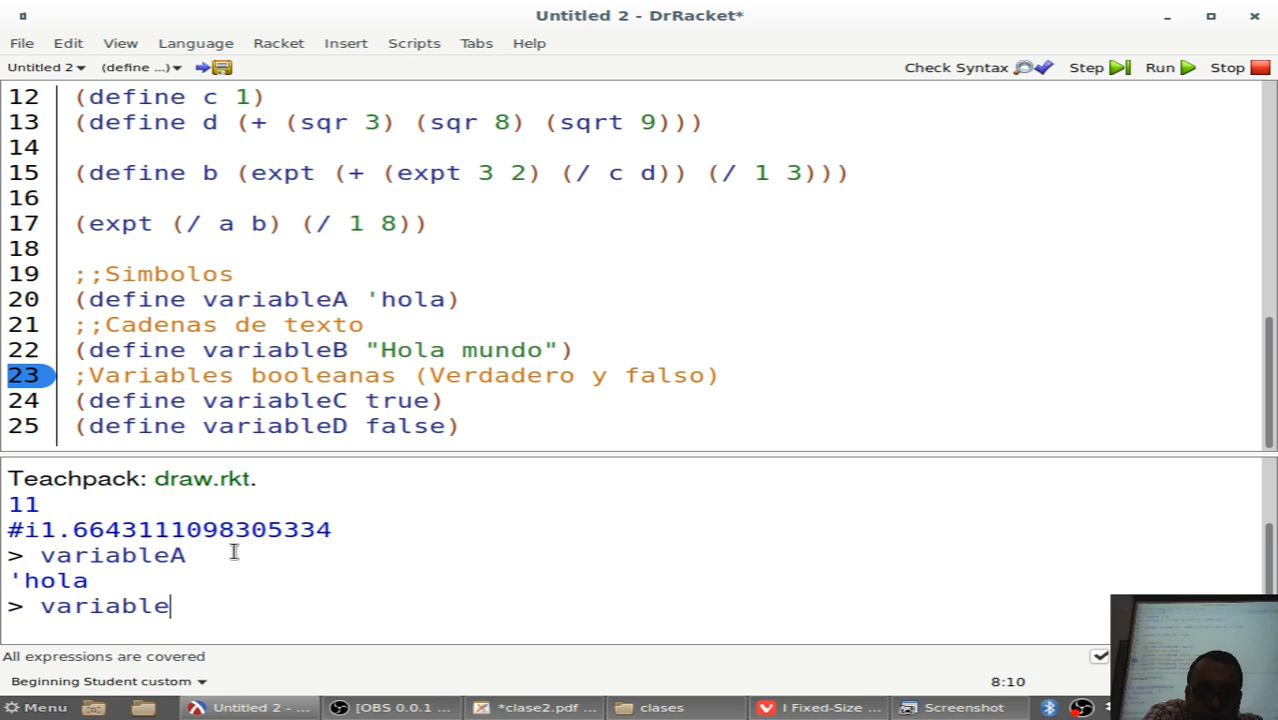 Untitled 2 - DrRacket*
File Edit View Language Racket Insert Scripts Tabs Help
Untitled 2 (define ...) Check Syntax Step Run Stop
12 (define c 1)
13 (define d (+ (sqr 3) (sqr 8) (sqrt 9)))
14
15 (define b (expt (+ (expt 3 2) (/ c d)) (/ 1 3)))
16
17 (expt (/ a b) (/ 1 8))
18
19 ;;Simbolos
20 (define variableA 'hola)
21 ;;Cadenas de texto
22 (define variableB "Hola mundo")
23 ;Variables booleanas (Verdadero y falso)
24 (define variableC true)
25 (define variableD false)
Teachpack: draw.rkt.
11
#i1.6643111098305334
> variableA
'hola
> variable
All expressions are covered
Beginning Student custom 8:10
Menu Untitled 2 - ... [OBS 0.0.1 ... *clase2.pdf ... clases I Fixed-Size ... Screenshot